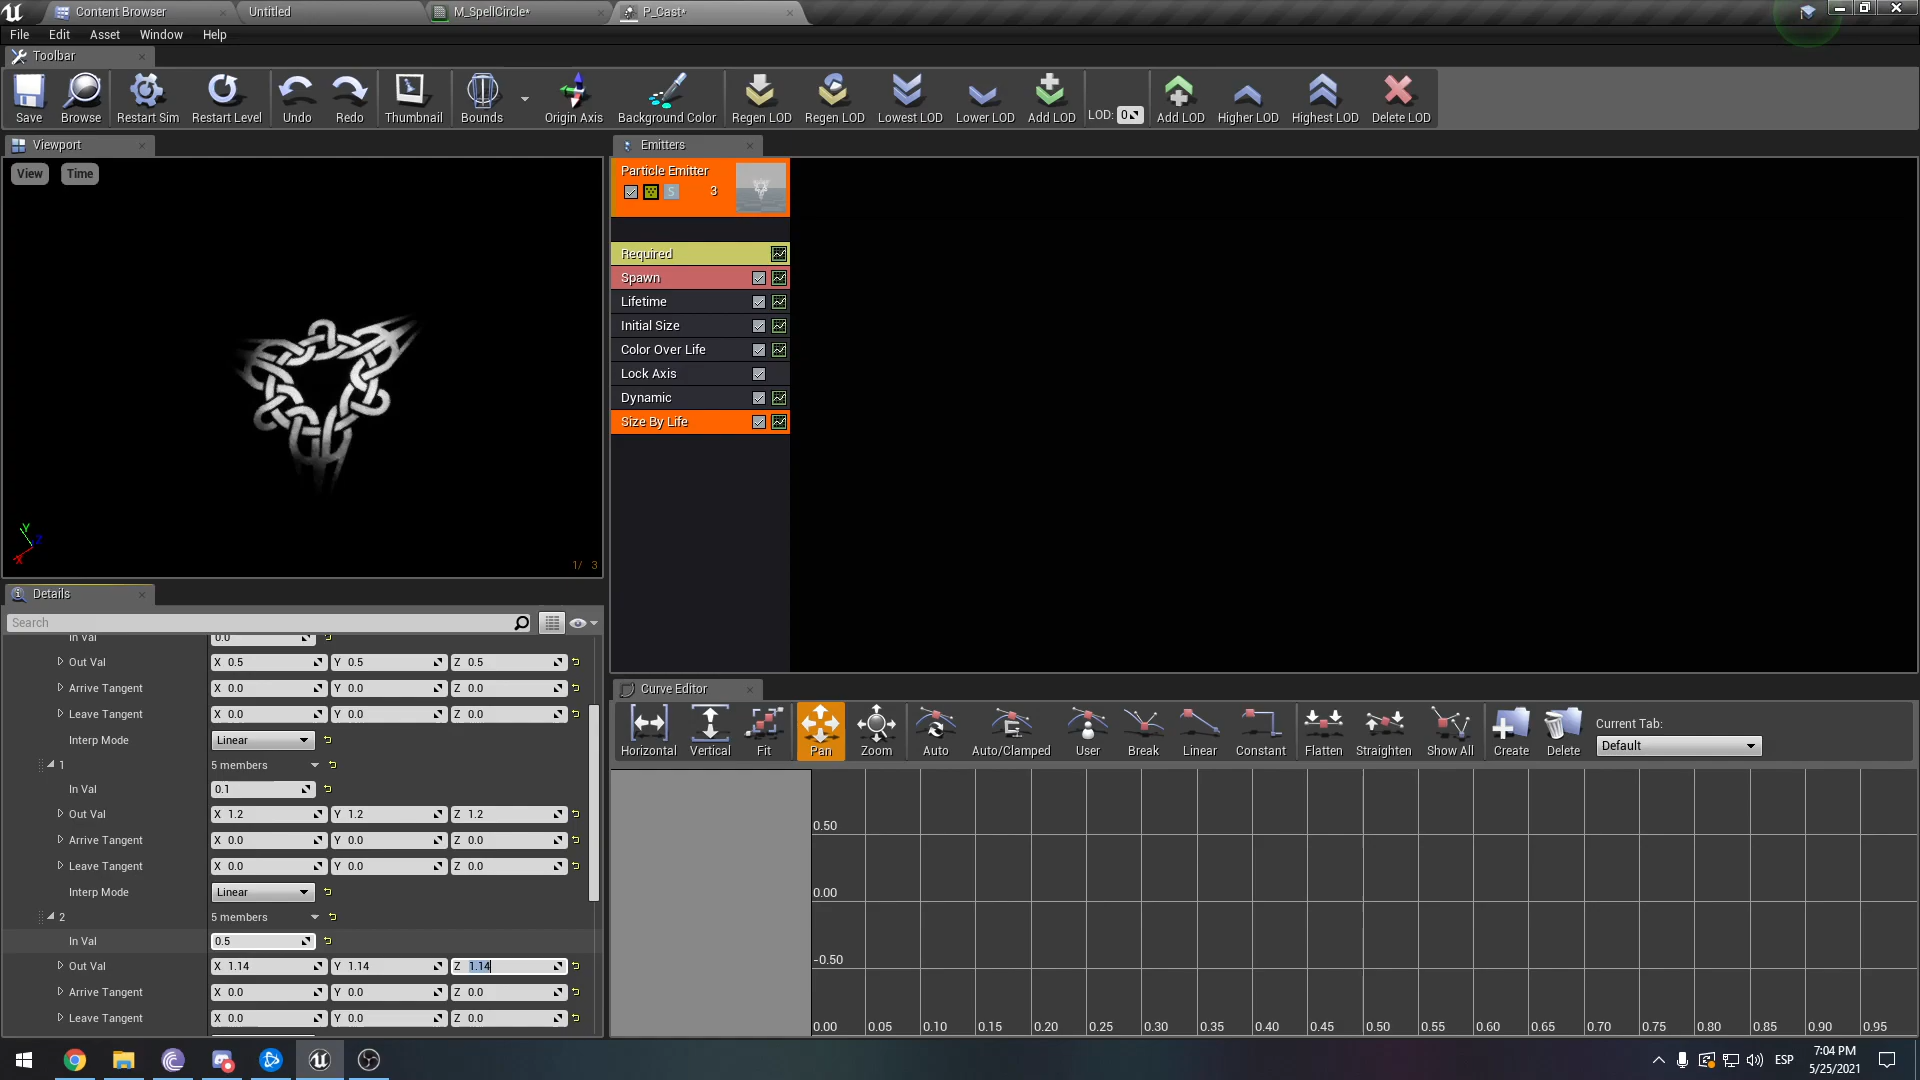 Content Browser
Untitled
M_SpellCircle*
P_Cast*
File Edit Asset Window Help
Toolbar
Save Browse Restart Sim Restart Level Undo Redo Thumbnail Bounds Origin Axis Background Color Regen LOD Regen LOD Lowest LOD Lower LOD Add LOD LOD: 0 Add LOD Higher LOD Highest LOD Delete LOD
Viewport
View Time
Y
Z
X
1/ 3
Emitters
Particle Emitter
S 3
Required
Spawn
Lifetime
Initial Size
Color Over Life
Lock Axis
Dynamic
Size By Life
Details
Search
In Val 0.0
Out Val X 0.5 Y 0.5 Z 0.5
Arrive Tangent X 0.0 Y 0.0 Z 0.0
Leave Tangent X 0.0 Y 0.0 Z 0.0
Interp Mode Linear
1 5 members
In Val 0.1
Out Val X 1.2 Y 1.2 Z 1.2
Arrive Tangent X 0.0 Y 0.0 Z 0.0
Leave Tangent X 0.0 Y 0.0 Z 0.0
Interp Mode Linear
2 5 members
In Val 0.5
Out Val X 1.14 Y 1.14 Z 1.14
Arrive Tangent X 0.0 Y 0.0 Z 0.0
Leave Tangent X 0.0 Y 0.0 Z 0.0
Curve Editor
Horizontal Vertical Fit Pan Zoom Auto Auto/Clamped User Break Linear Constant Flatten Straighten Show All Create Delete
Current Tab:
Default
0.50
0.00
-0.50
0.00 0.05 0.10 0.15 0.20 0.25 0.30 0.35 0.40 0.45 0.50 0.55 0.60 0.65 0.70 0.75 0.80 0.85 0.90 0.95
ESP
7:04 PM
5/25/2021